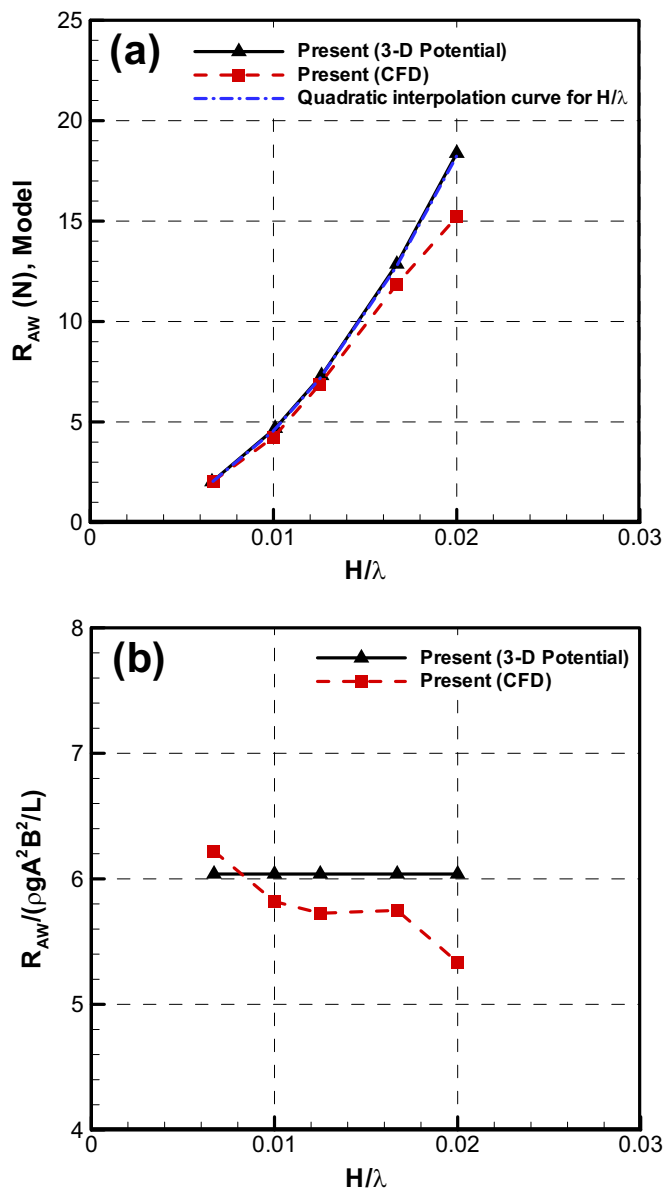 (a)
Present (3-D Potential)
Present (CFD)
Quadratic interpolation curve for H/λ
25
20
15
10
5
0
R_AW (N), Model
0 0.01 0.02 0.03
H/λ
(b)
Present (3-D Potential)
Present (CFD)
8
7
6
5
4
R_AW/(ρgA²B²/L)
0 0.01 0.02 0.03
H/λ